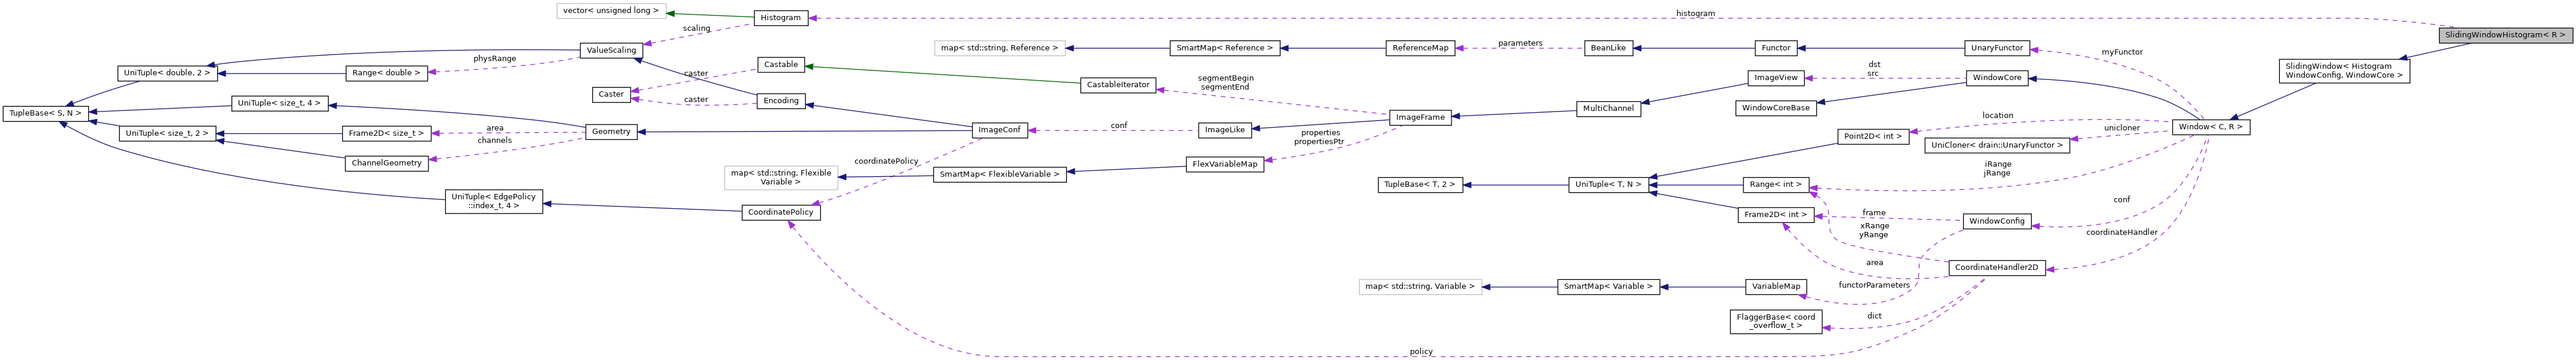 vector< unsigned long >
Histogram
histogram
SlidingWindowHistogram< R >
scaling
ValueScaling
map< std::string, Reference >
SmartMap< Reference >
ReferenceMap
parameters
BeanLike
Functor
UnaryFunctor
myFunctor
physRange
UniTuple< double, 2 >
Range< double >
Castable
caster
caster
Caster
Encoding
CastableIterator
segmentBegin
segmentEnd
ImageView
dst
src
WindowCore
SlidingWindow< Histogram
WindowConfig, WindowCore >
TupleBase< S, N >
UniTuple< size_t, 4 >
UniTuple< size_t, 2 >
Frame2D< size_t >
area
channels
Geometry
ChannelGeometry
ImageConf
conf
ImageLike
ImageFrame
MultiChannel
WindowCoreBase
properties
propertiesPtr
Point2D< int >
location
unicloner
UniCloner< drain::UnaryFunctor >
Window< C, R >
coordinatePolicy
map< std::string, Flexible
Variable >
SmartMap< FlexibleVariable >
FlexVariableMap
TupleBase< T, 2 >
UniTuple< T, N >
Range< int >
iRange
jRange
UniTuple< EdgePolicy
::index_t, 4 >
CoordinatePolicy
Frame2D< int >
frame
xRange
yRange
WindowConfig
conf
coordinateHandler
area
CoordinateHandler2D
map< std::string, Variable >
SmartMap< Variable >
VariableMap
functorParameters
FlaggerBase< coord
_overflow_t >
dict
policy